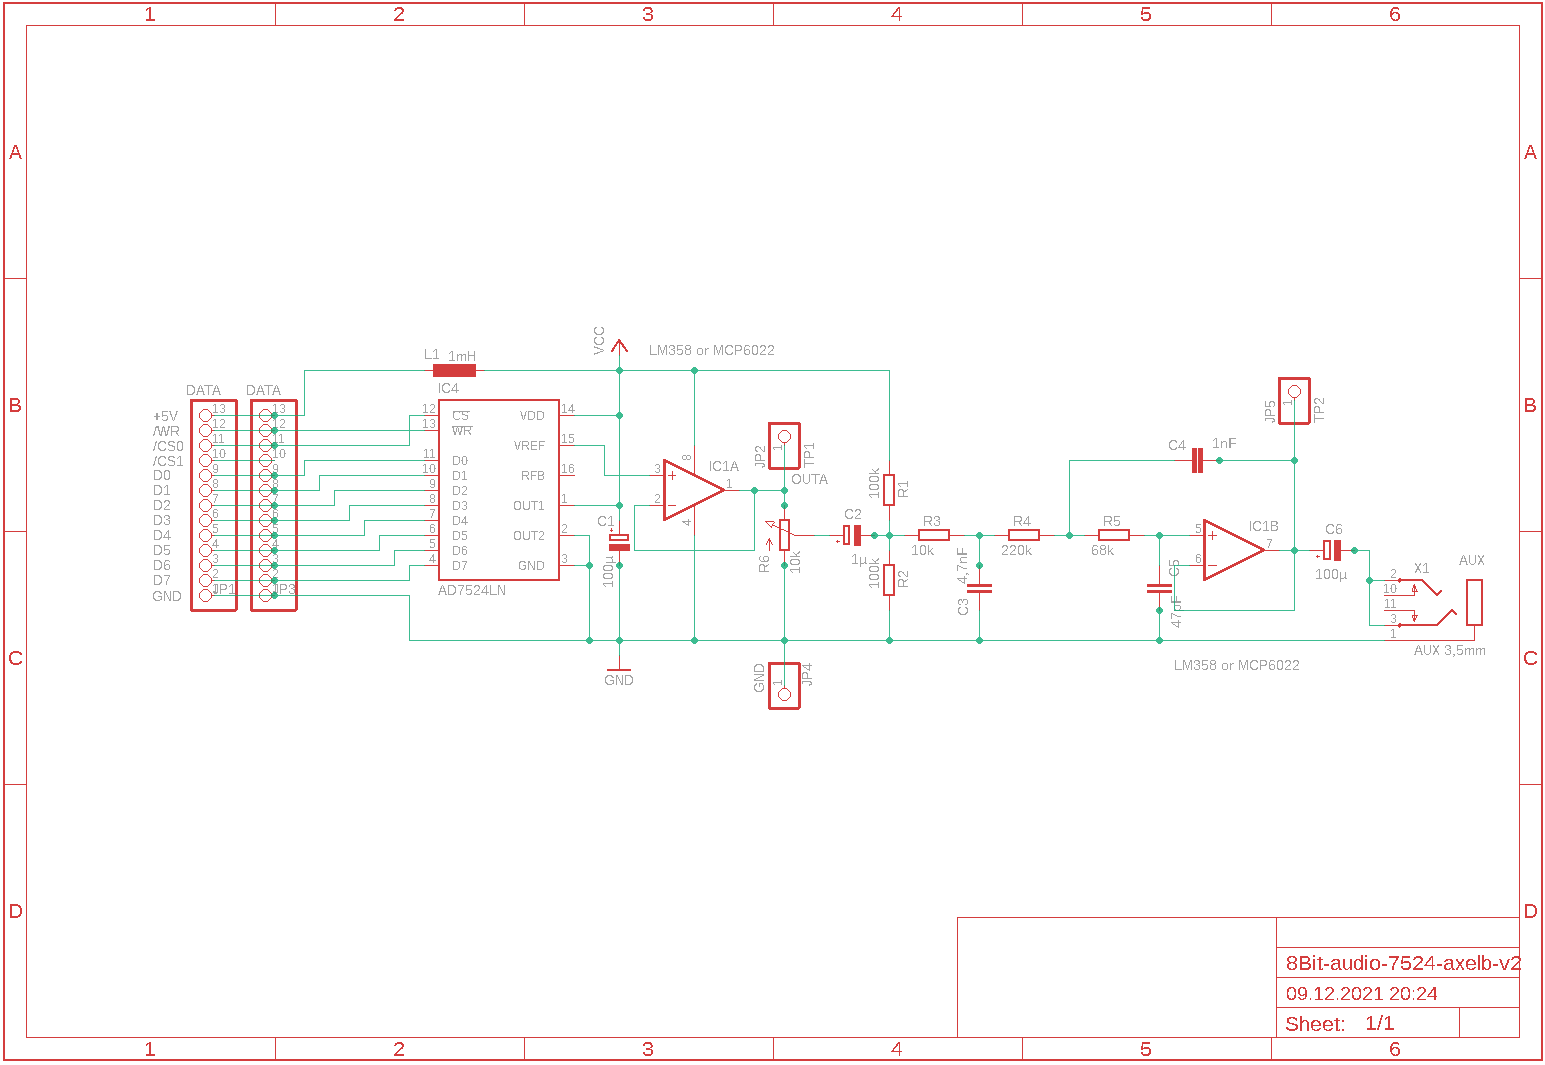 1 2 3 4 5 6
A A
VCC
LM358 or MCP6022
L1 1mH
IC4
DATA DATA
B B
JP5 1 TP2
+5V 13 13
/WR 12 12
/CS0 11 11
/CS1 10 10
D0 9 9
D1 8 8
D2 7 7
D3 6 6
D4 5 5
D5 4 4
D6 3 3
D7 2 2
GND JP1 JP3
12 CS VDD 14
13 WR
VREF 15
11 D0
10 D1 RFB 16
9 D2
8 D3 OUT1 1
7 D4
6 D5 OUT2 2
5 D6
4 D7 GND 3
AD7524LN
C1
100µ
GND
3 +
2 -
8
4
1
IC1A
JP2 1 TP1
OUTA
R6
10k
GND 1 JP4
C2
1µ
100k R1
100k R2
R3
10k
C3 4,7nF
R4
220k
R5
68k
C4 1nF
C5
5 +
6 -
7
IC1B
LM358 or MCP6022
C6
100µ
X1
AUX
2
10
11
3
1
AUX 3,5mm
C C
D D
8Bit-audio-7524-axelb-v2
09.12.2021 20:24
Sheet: 1/1
1 2 3 4 5 6